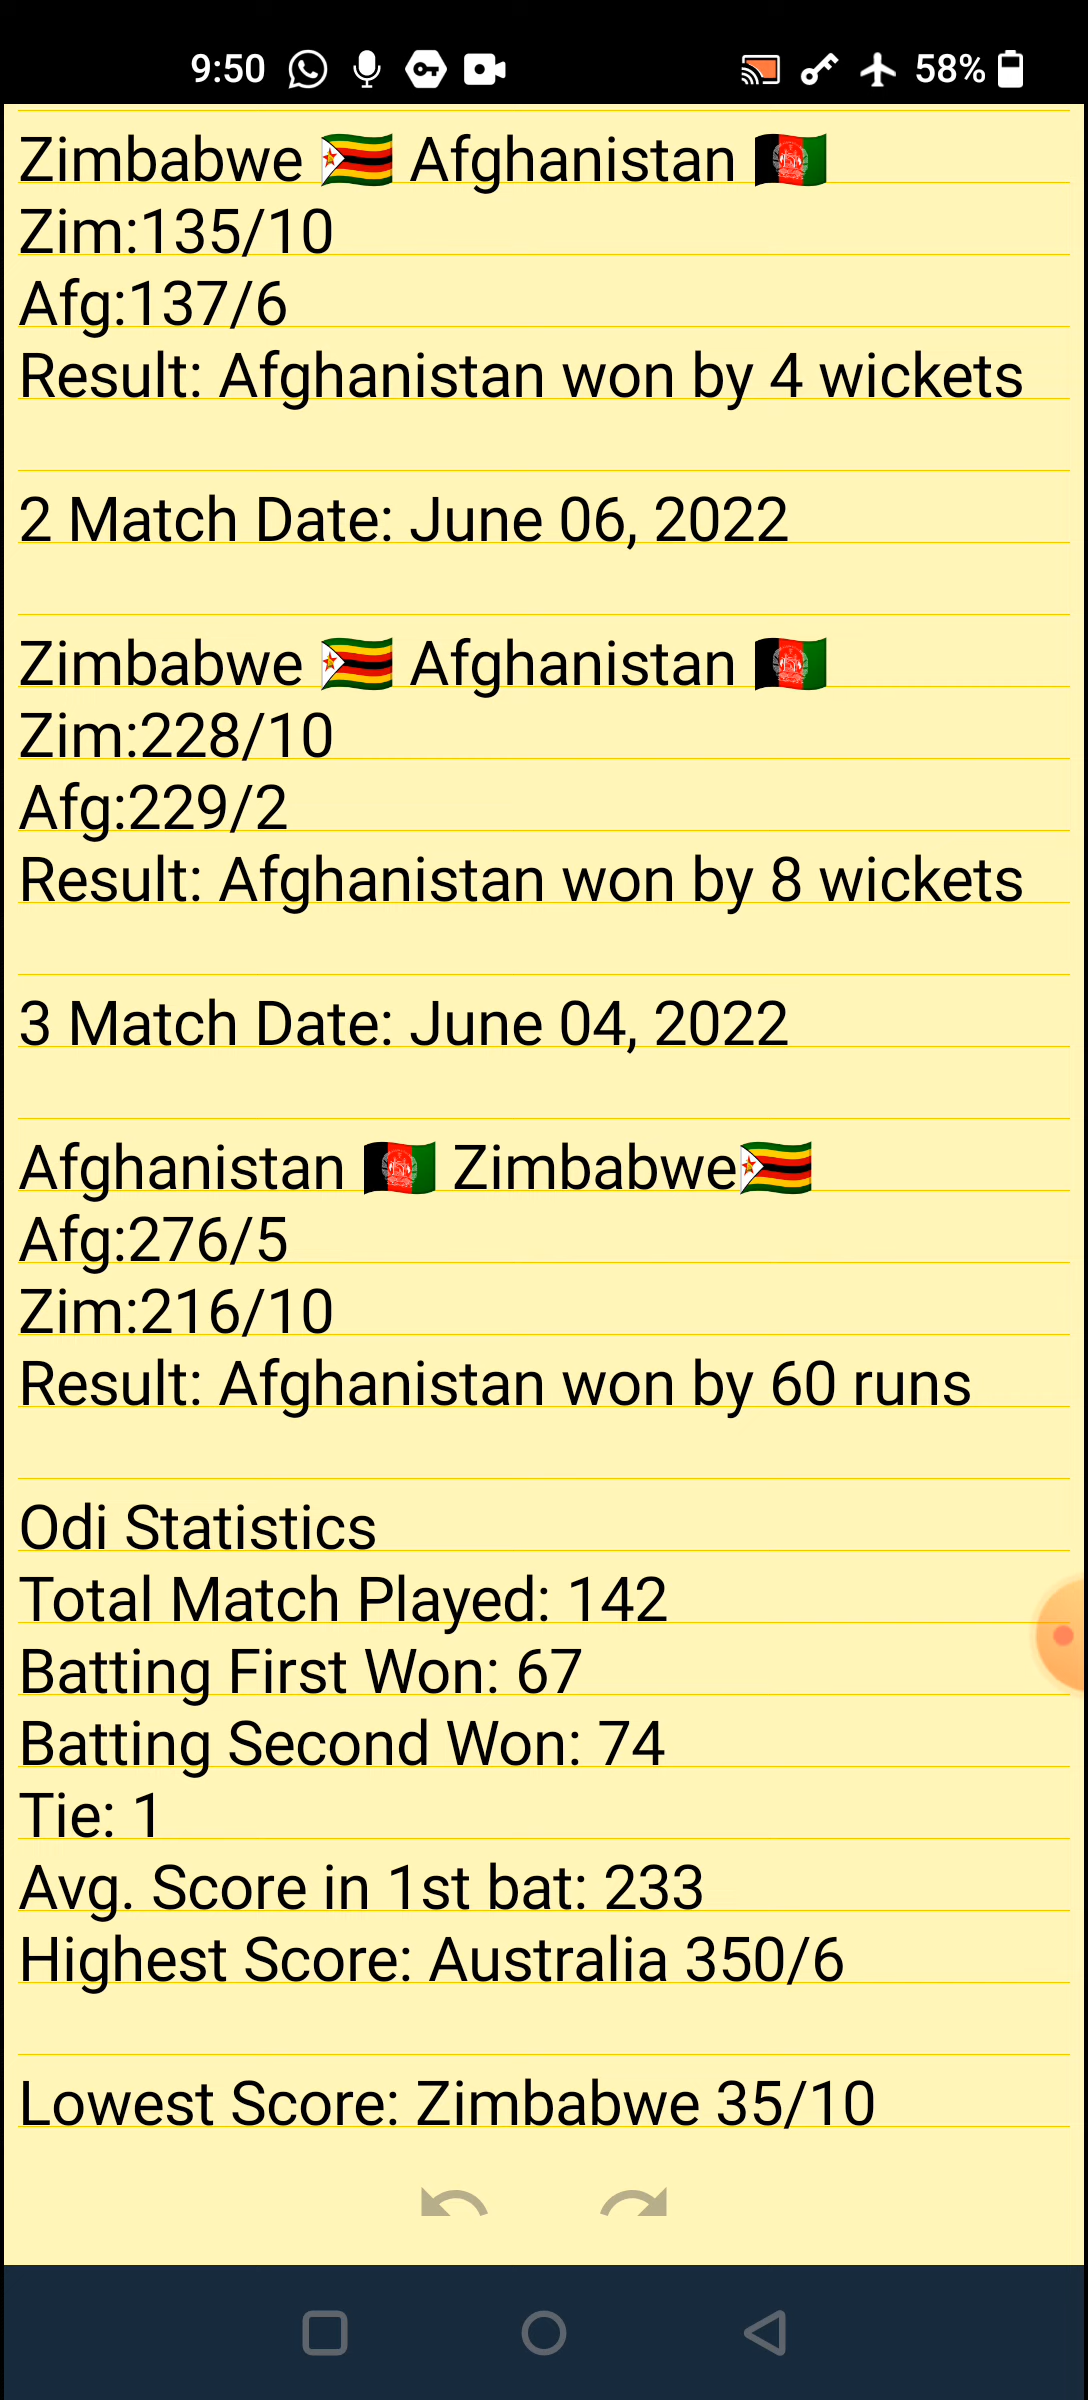 9:50 58%
Zimbabwe 🇿🇼 Afghanistan 🇦🇫
Zim:135/10
Afg:137/6
Result: Afghanistan won by 4 wickets
2 Match Date: June 06, 2022
Zimbabwe 🇿🇼 Afghanistan 🇦🇫
Zim:228/10
Afg:229/2
Result: Afghanistan won by 8 wickets
3 Match Date: June 04, 2022
Afghanistan 🇦🇫 Zimbabwe🇿🇼
Afg:276/5
Zim:216/10
Result: Afghanistan won by 60 runs
Odi Statistics
Total Match Played: 142
Batting First Won: 67
Batting Second Won: 74
Tie: 1
Avg. Score in 1st bat: 233
Highest Score: Australia 350/6
Lowest Score: Zimbabwe 35/10